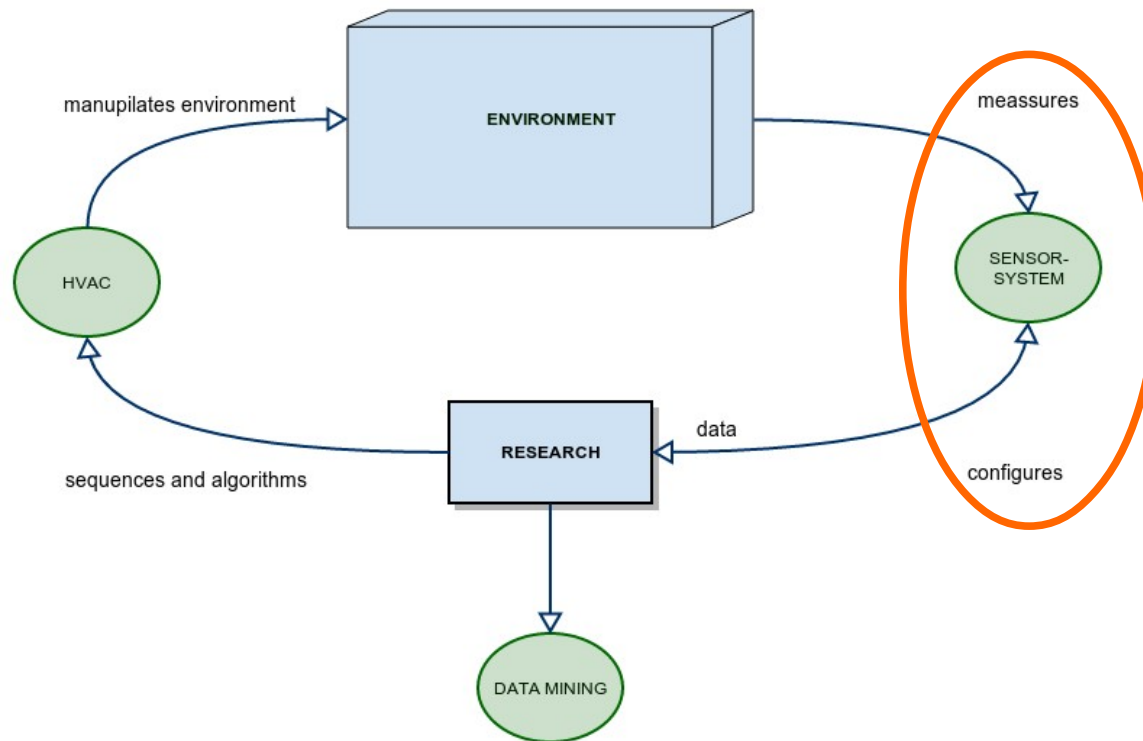 meassures
manupilates environment
ENVIRONMENT
SENSOR-
SYSTEM
HVAC
data
RESEARCH
configures
sequences and algorithms
DATA MINING